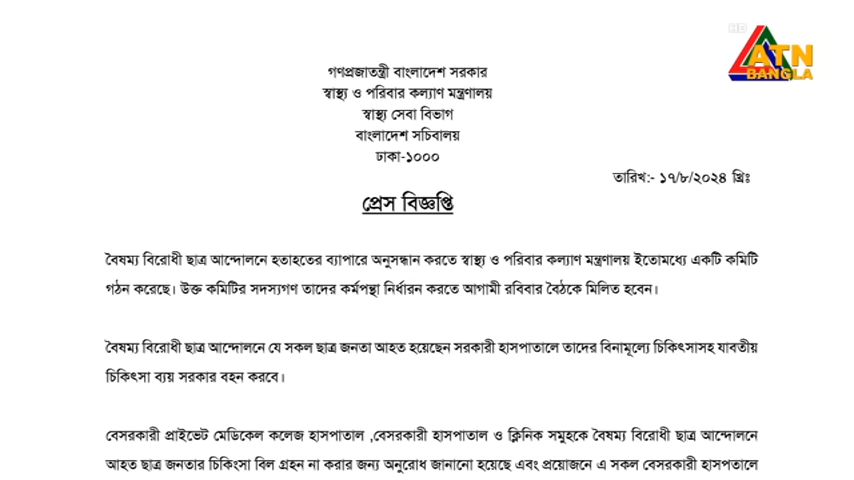 HD
ATN
BANGLA
গণপ্রজাতন্ত্রী বাংলাদেশ সরকার
স্বাস্থ্য ও পরিবার কল্যাণ মন্ত্রণালয়
স্বাস্থ্য সেবা বিভাগ
বাংলাদেশ সচিবালয়
ঢাকা-১০০০
তারিখ:- ১৭/৮/২০২৪ খ্রিঃ
প্রেস বিজ্ঞপ্তি
বৈষম্য বিরোধী ছাত্র আন্দোলনে হতাহতের ব্যাপারে অনুসন্ধান করতে স্বাস্থ্য ও পরিবার কল্যাণ মন্ত্রণালয় ইতোমধ্যে একটি কমিটি
গঠন করেছে। উক্ত কমিটির সদস্যগণ তাদের কর্মপন্থা নির্ধারন করতে আগামী রবিবার বৈঠকে মিলিত হবেন।
বৈষম্য বিরোধী ছাত্র আন্দোলনে যে সকল ছাত্র জনতা আহত হয়েছেন সরকারী হাসপাতালে তাদের বিনামূল্যে চিকিৎসাসহ যাবতীয়
চিকিৎসা ব্যয় সরকার বহন করবে।
বেসরকারী প্রাইভেট মেডিকেল কলেজ হাসপাতাল ,বেসরকারী হাসপাতাল ও ক্লিনিক সমুহকে বৈষম্য বিরোধী ছাত্র আন্দোলনে
আহত ছাত্র জনতার চিকিংসা বিল গ্রহন না করার জন্য অনুরোধ জানানো হয়েছে এবং প্রয়োজনে এ সকল বেসরকারী হাসপতালে